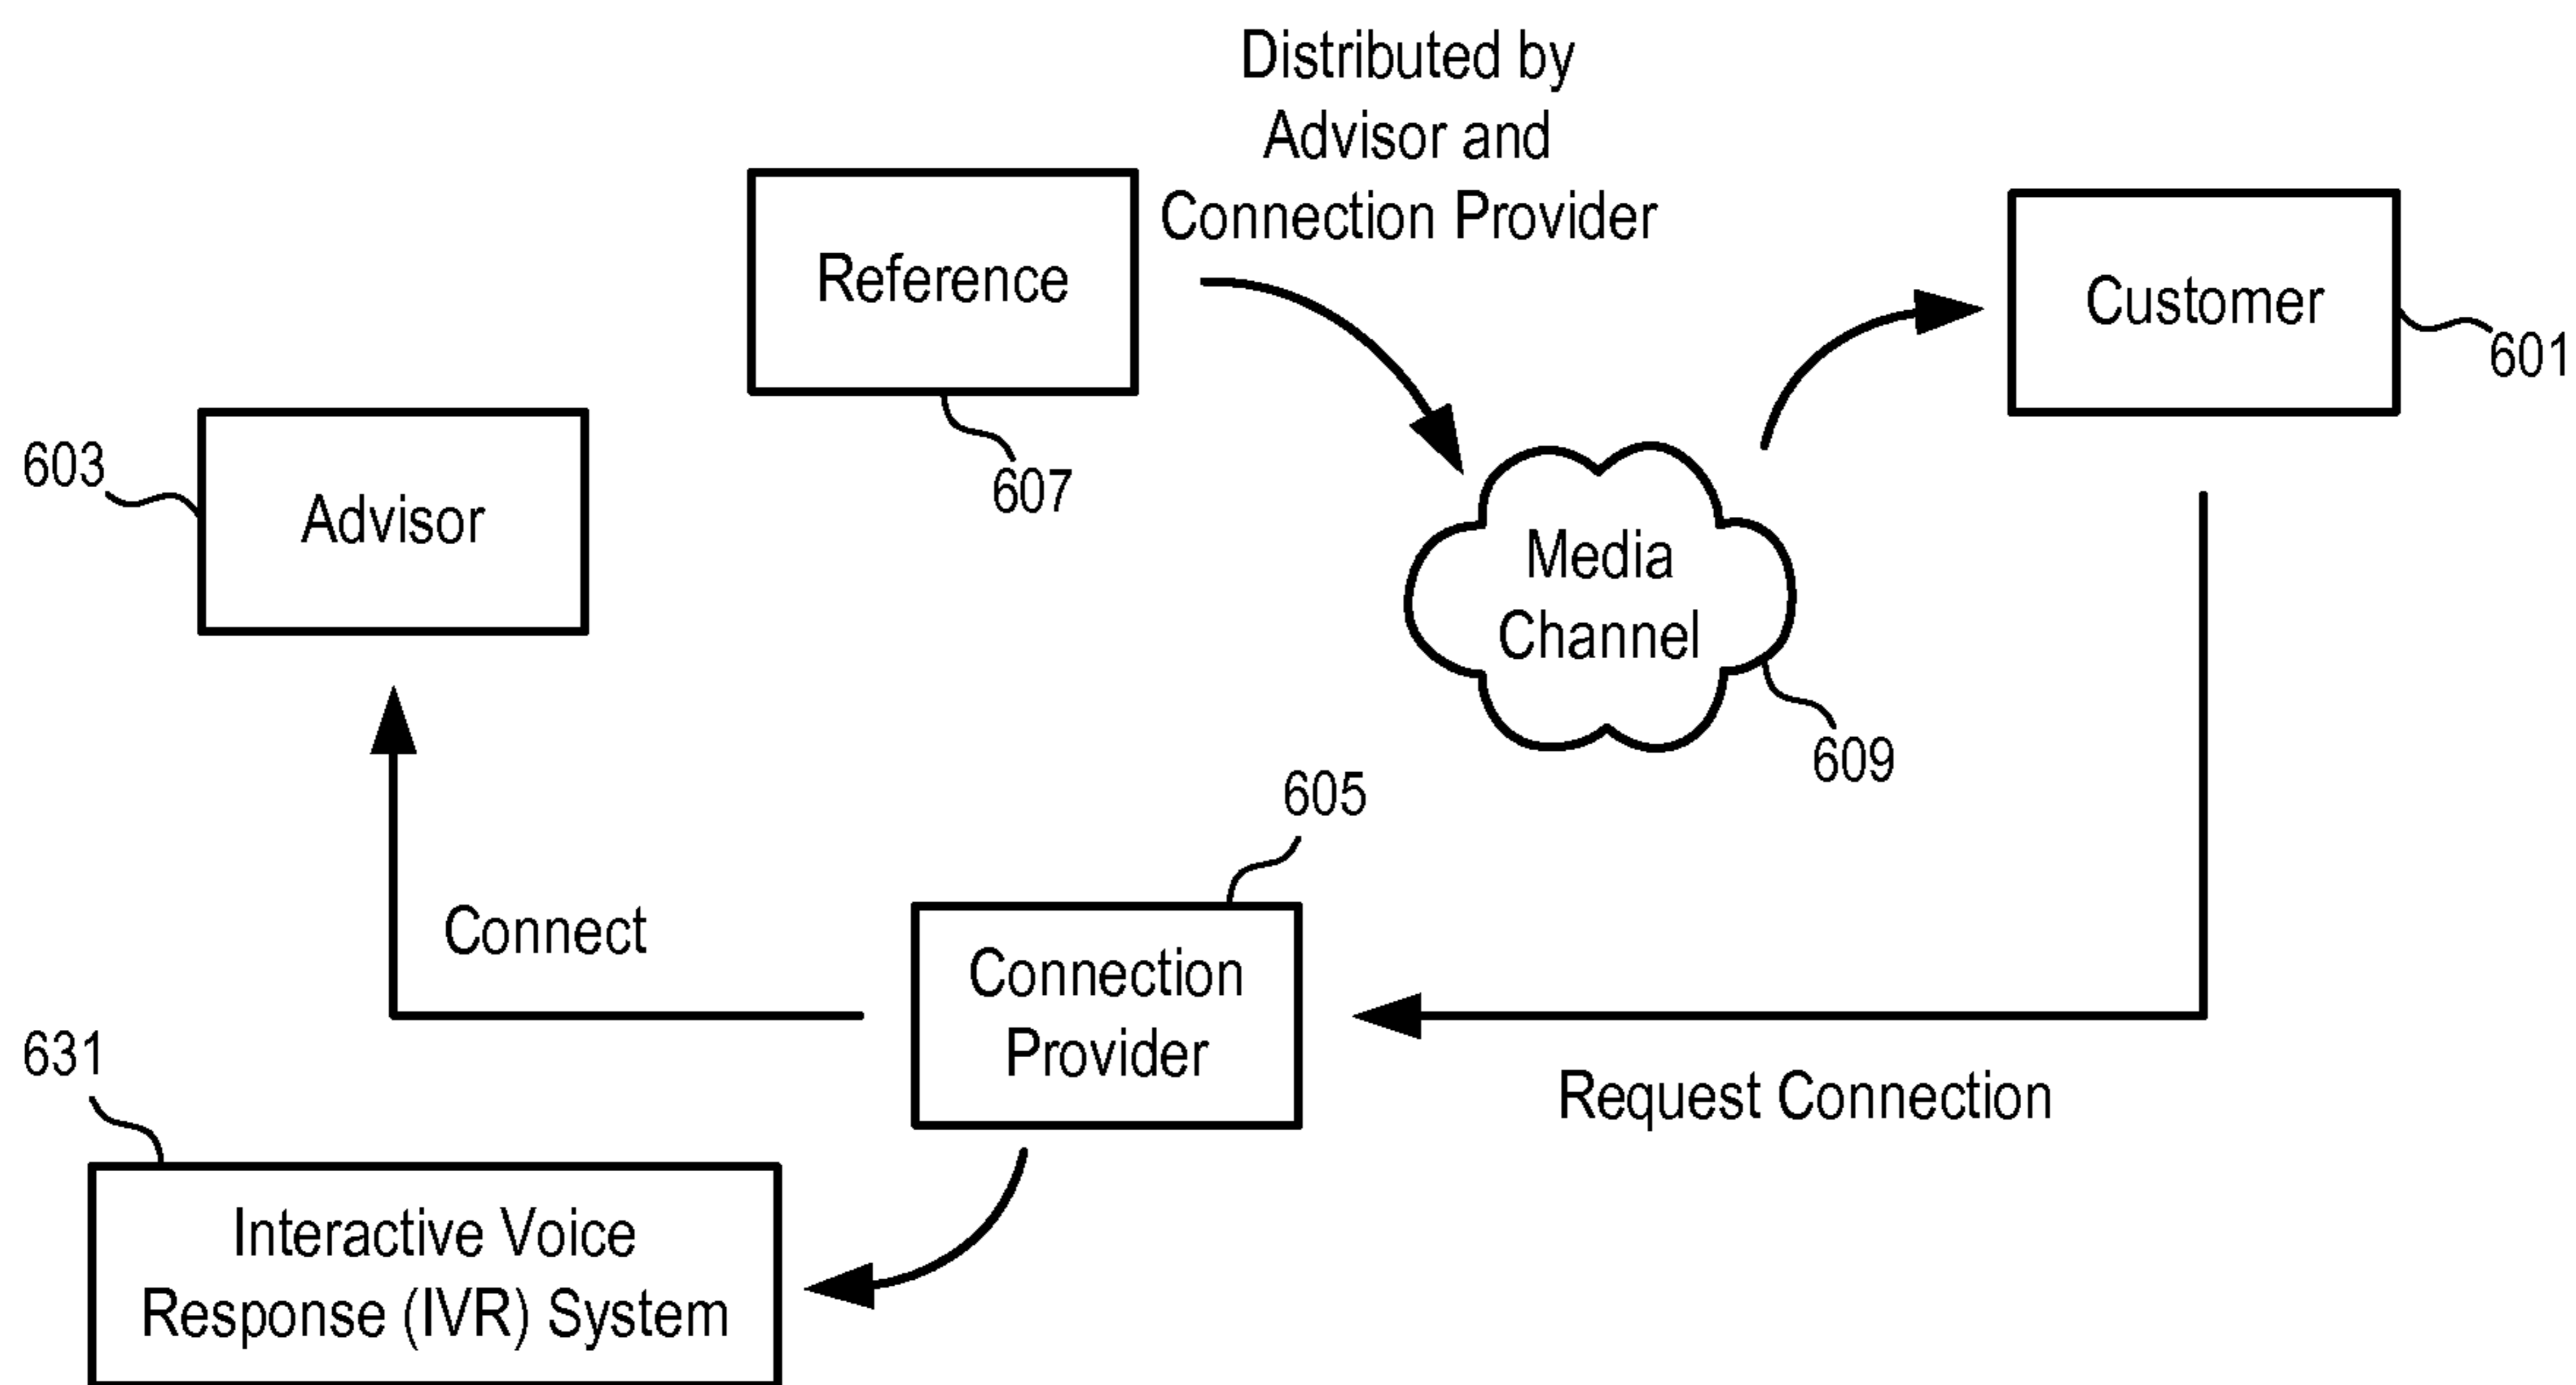 Distributed by
Advisor and
Connection Provider
Reference
607
Customer
601
603
Advisor
Media
Channel
609
605
Connection
Provider
Connect
Request Connection
631
Interactive Voice
Response (IVR) System